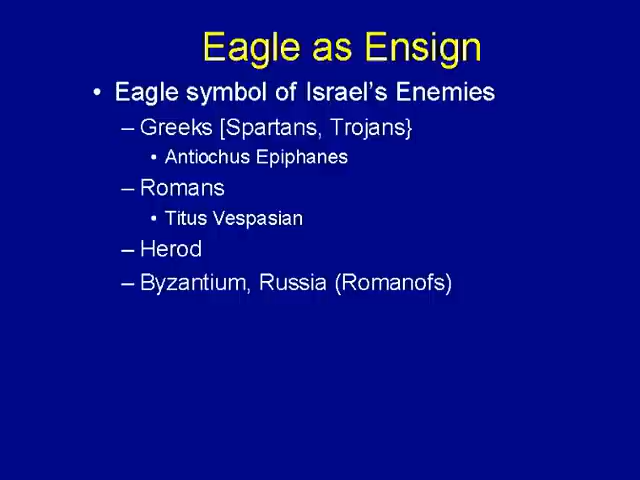 Eagle as Ensign
• Eagle symbol of Israel's Enemies
– Greeks [Spartans, Trojans}
• Antiochus Epiphanes
– Romans
• Titus Vespasian
– Herod
– Byzantium, Russia (Romanofs)